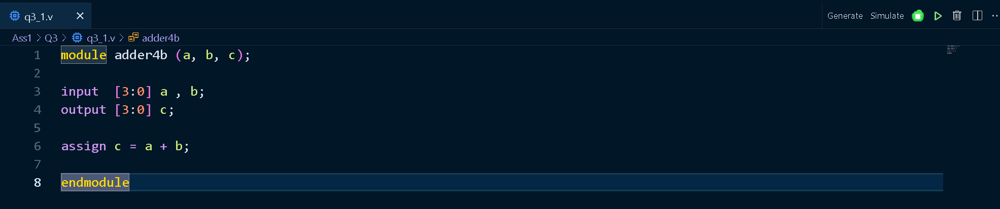 q3_1.v
Generate Simulate
Ass1 > Q3 > q3_1.v > adder4b
1 module adder4b (a, b, c);
2
3 input  [3:0] a , b;
4 output [3:0] c;
5
6 assign c = a + b;
7
8 endmodule